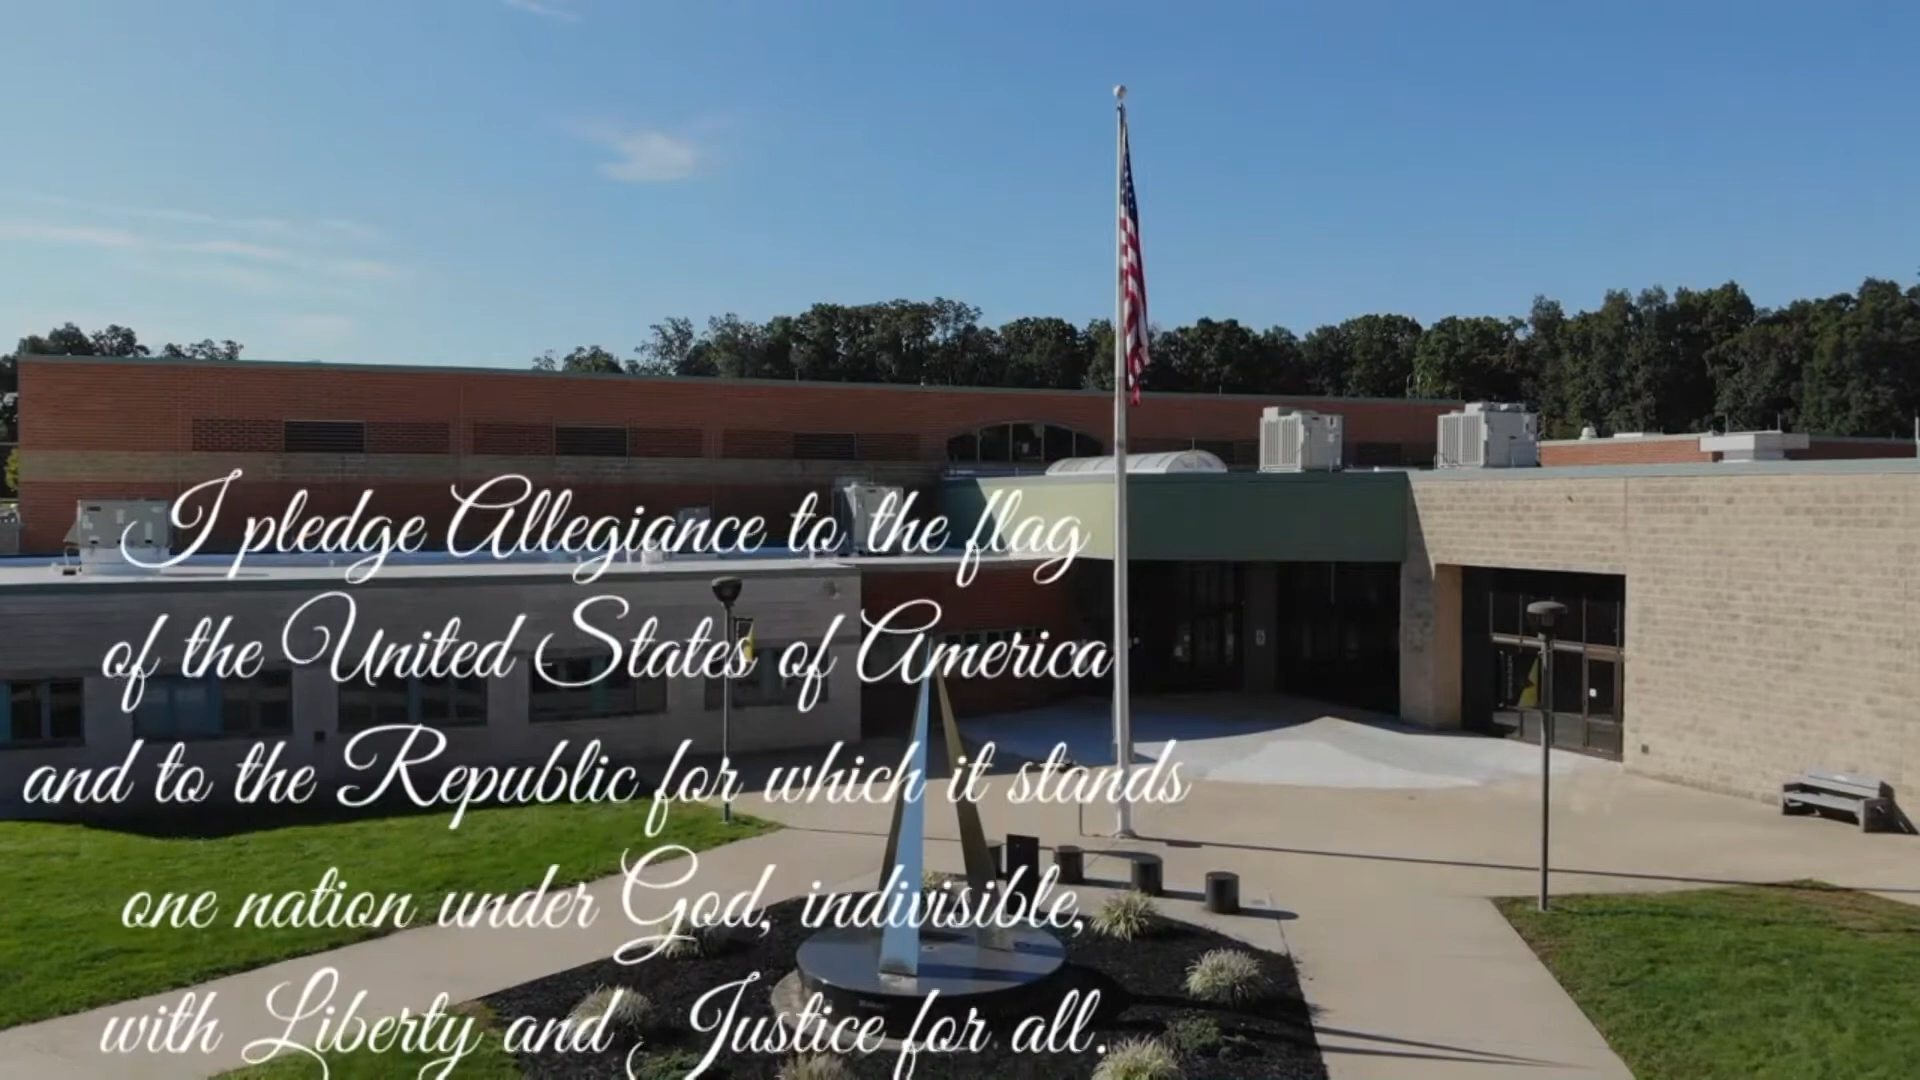 I pledge Allegiance to the flag
of the United States of America
and to the Republic for which it stands
one nation under God, indivisible,
with Liberty and Justice for all.